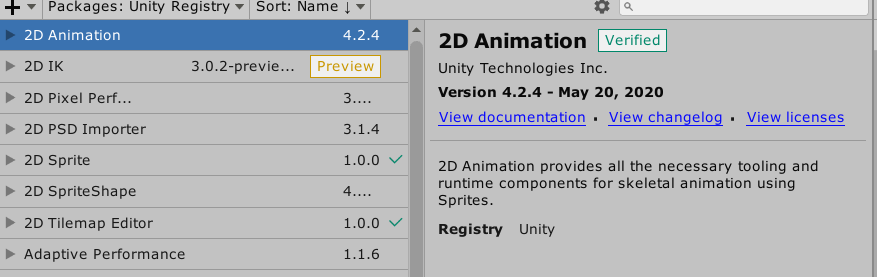 Packages: Unity Registry
Sort: Name ↓
2D Animation 4.2.4
2D IK 3.0.2-previe... Preview
2D Pixel Perf... 3....
2D PSD Importer 3.1.4
2D Sprite 1.0.0
2D SpriteShape 4....
2D Tilemap Editor 1.0.0
Adaptive Performance 1.1.6
2D Animation Verified
Unity Technologies Inc.
Version 4.2.4 - May 20, 2020
View documentation · View changelog · View licenses
2D Animation provides all the necessary tooling and
runtime components for skeletal animation using
Sprites.
Registry Unity